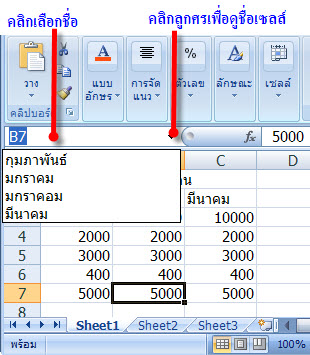 คลิกเลือกชื่อ คลิกลูกศรเพื่อดูชื่อเซลล์
วาง แบบอักษร การจัดแนว ตัวเลข ลักษณะ เซลล์
คลิปบอร์ด
B7 fx 5000
กุมภาพันธ์ C D
มกราคม
มกราคอม มีนาคม
มีนาคม 10000
4 2000 2000 2000
5 3000 3000 3000
6 400 400 400
7 5000 5000 5000
Sheet1 Sheet2 Sheet3
พร้อม 100%